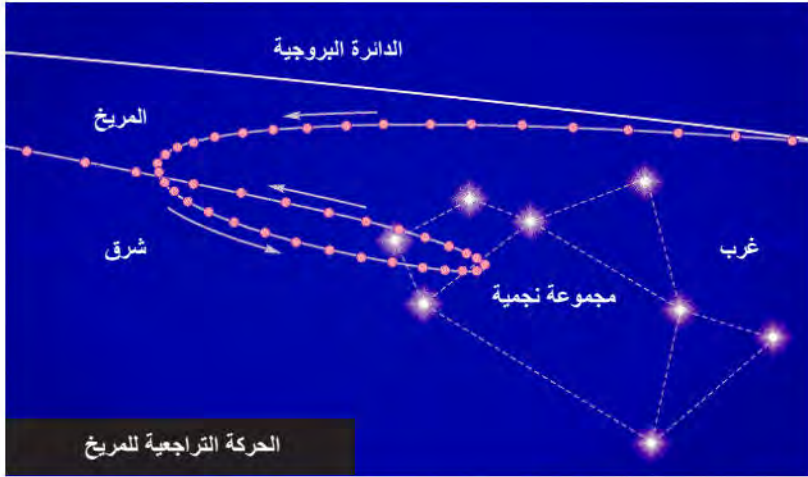 الدائرة البروجية
المريخ
شرق
غرب
مجموعة نجمية
الحركة التراجعية للمريخ